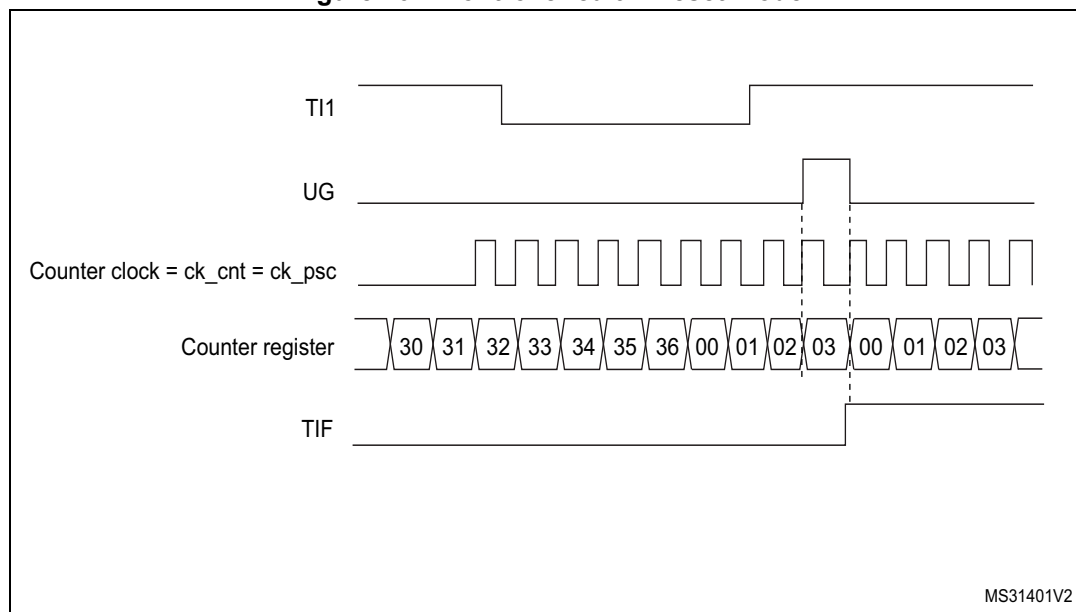 TI1
UG
Counter clock = ck_cnt = ck_psc
Counter register 30 31 32 33 34 35 36 00 01 02 03 00 01 02 03
TIF
MS31401V2